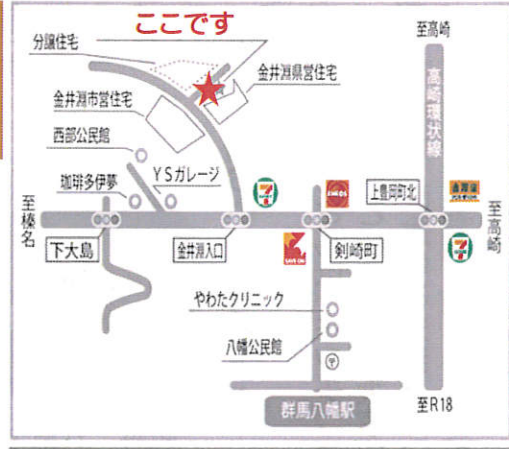 ここです
至高崎
分譲住宅
金井淵県営住宅
高崎環状線
金井淵市営住宅
西部公民館
YSガレージ
珈琲多伊夢
上豊岡町北
ENEOS
至榛名
至高崎
下大島
金井淵入口
剣崎町
SAVE ON
やわたクリニック
八幡公民館
〒
群馬八幡駅
至R18